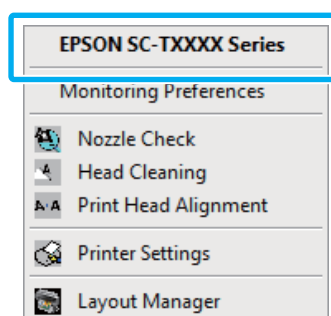 EPSON SC-TXXXX Series
Monitoring Preferences
Nozzle Check
Head Cleaning
Print Head Alignment
Printer Settings
Layout Manager